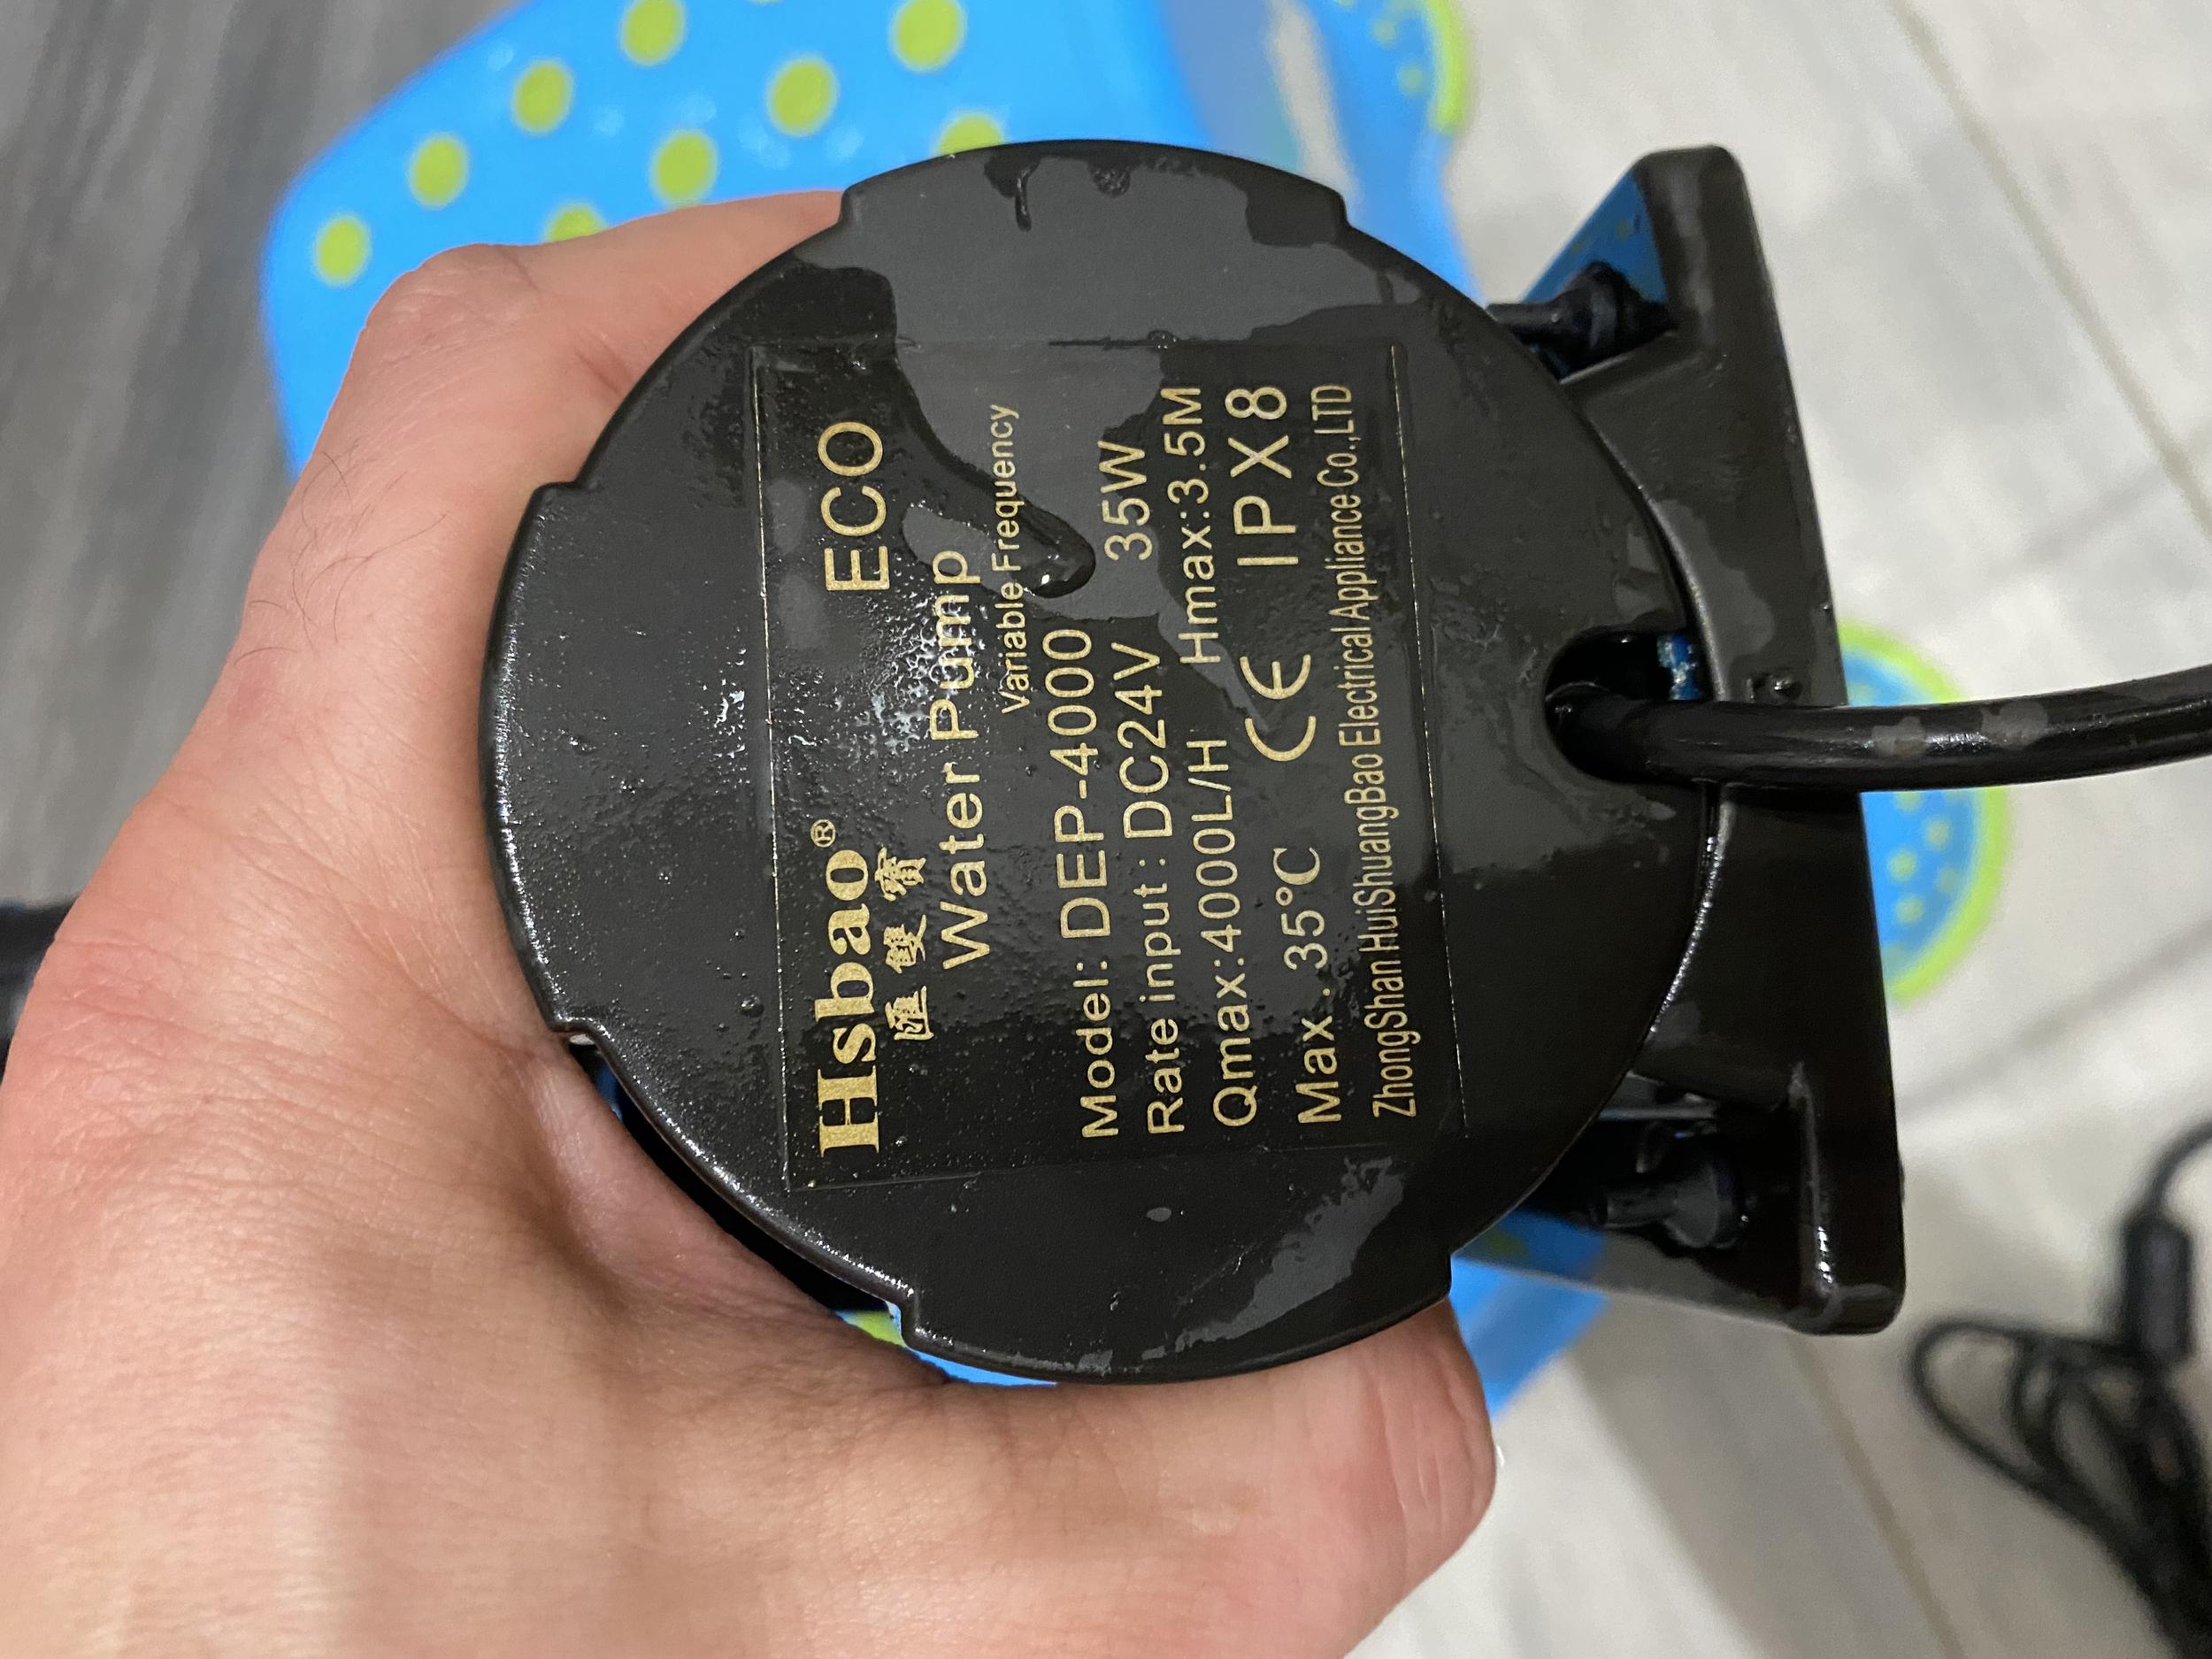 Hsbao® ECO
匯雙寶
Water Pump
Variable Frequency
Model: DEP-4000
Rate input : DC24V 35W
Qmax:4000L/H Hmax:3.5M
Max. 35°C CE IPX8
ZhongShan HuiShuangBao Electrical Appliance Co.,LTD